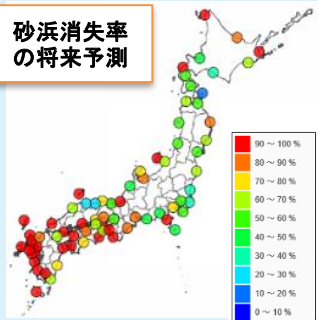 砂浜消失率
の将来予測
90 ～ 100 %
80 ～ 90 %
70 ～ 80 %
60 ～ 70 %
50 ～ 60 %
40 ～ 50 %
30 ～ 40 %
20 ～ 30 %
10 ～ 20 %
0 ～ 10 %